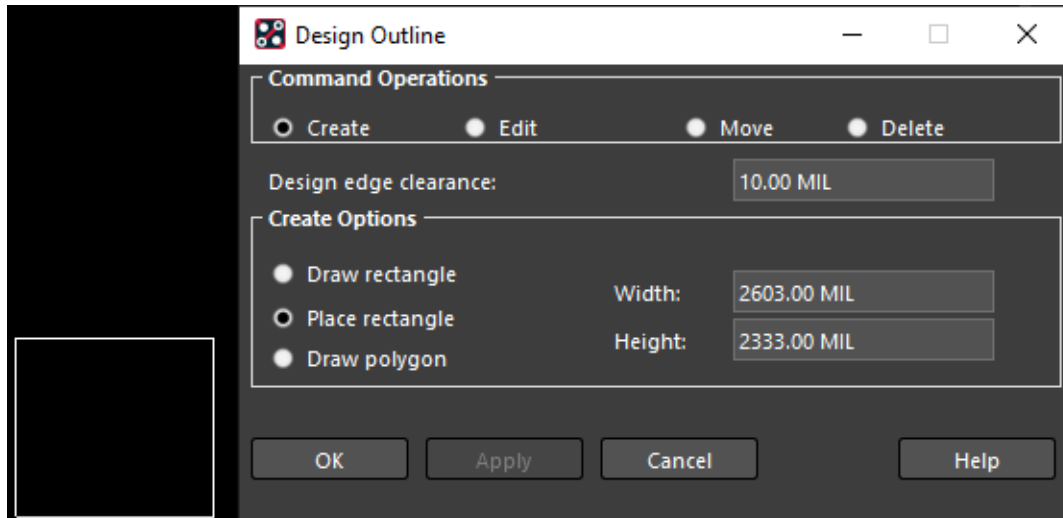 Design Outline
Command Operations
Create Edit Move Delete
Design edge clearance: 10.00 MIL
Create Options
Draw rectangle
Width: 2603.00 MIL
Place rectangle
Height: 2333.00 MIL
Draw polygon
OK Apply Cancel Help